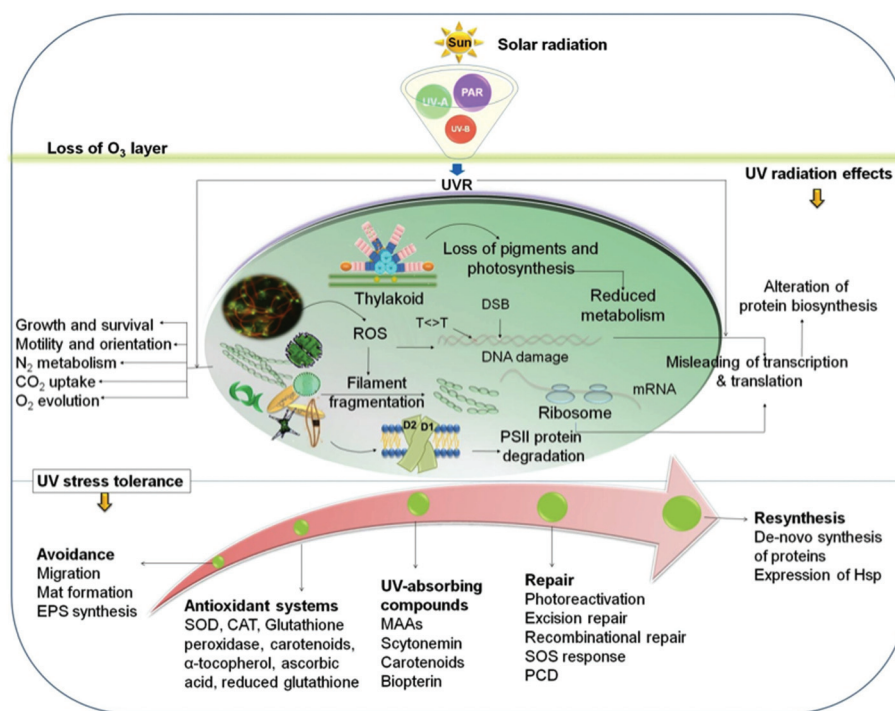 Sun
Solar radiation
UV-A
PAR
UV-B
Loss of O₃ layer
UVR
UV radiation effects
Loss of pigments and
photosynthesis
Thylakoid
Reduced
metabolism
Alteration of
protein biosynthesis
DSB
T<>T
ROS
DNA damage
Growth and survival
Motility and orientation
N₂ metabolism
CO₂ uptake
O₂ evolution
Misleading of transcription
& translation
Filament
fragmentation
mRNA
Ribosome
D2
D1
PSII protein
degradation
UV stress tolerance
Avoidance
Migration
Mat formation
EPS synthesis
Antioxidant systems
SOD, CAT, Glutathione
peroxidase, carotenoids,
α-tocopherol, ascorbic
acid, reduced glutathione
UV-absorbing
compounds
MAAs
Scytonemin
Carotenoids
Biopterin
Repair
Photoreactivation
Excision repair
Recombinational repair
SOS response
PCD
Resynthesis
De-novo synthesis
of proteins
Expression of Hsp